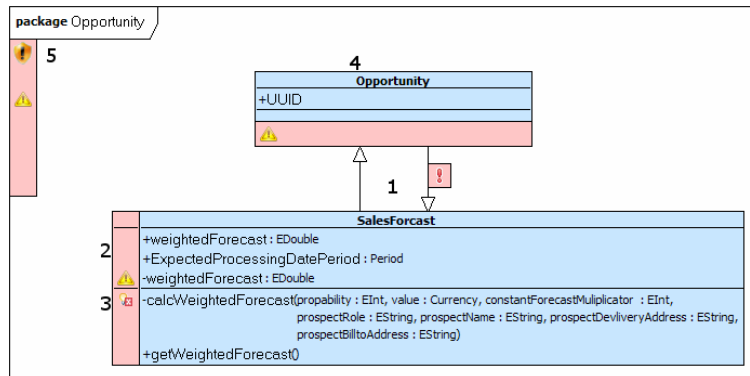 package Opportunity
5
4
Opportunity
+UUID
1
SalesForcast
2
+weightedForecast : EDouble
+ExpectedProcessingDatePeriod : Period
-weightedForecast : EDouble
3
-calcWeightedForecast(propability : EInt, value : Currency, constantForecastMuliplicator : EInt,
prospectRole : EString, prospectName : EString, prospectDevliveryAddress : EString,
prospectBilltoAddress : EString)
+getWeightedForecast()